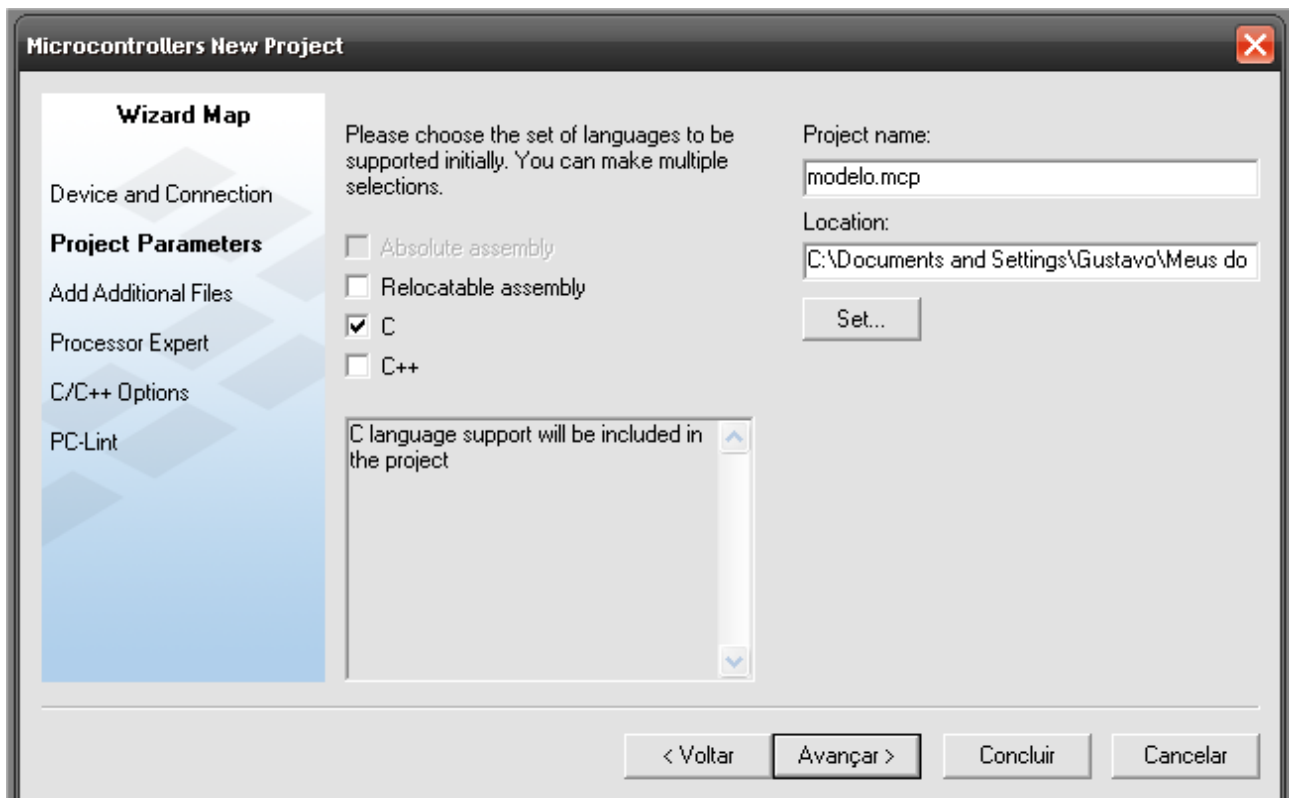 Microcontrollers New Project
Wizard Map
Device and Connection
Project Parameters
Add Additional Files
Processor Expert
C/C++ Options
PC-Lint
Please choose the set of languages to be
supported initially. You can make multiple
selections.
Absolute assembly
Relocatable assembly
C
C++
C language support will be included in
the project
Project name:
modelo.mcp
Location:
C:\Documents and Settings\Gustavo\Meus do
Set...
< Voltar
Avançar >
Concluir
Cancelar